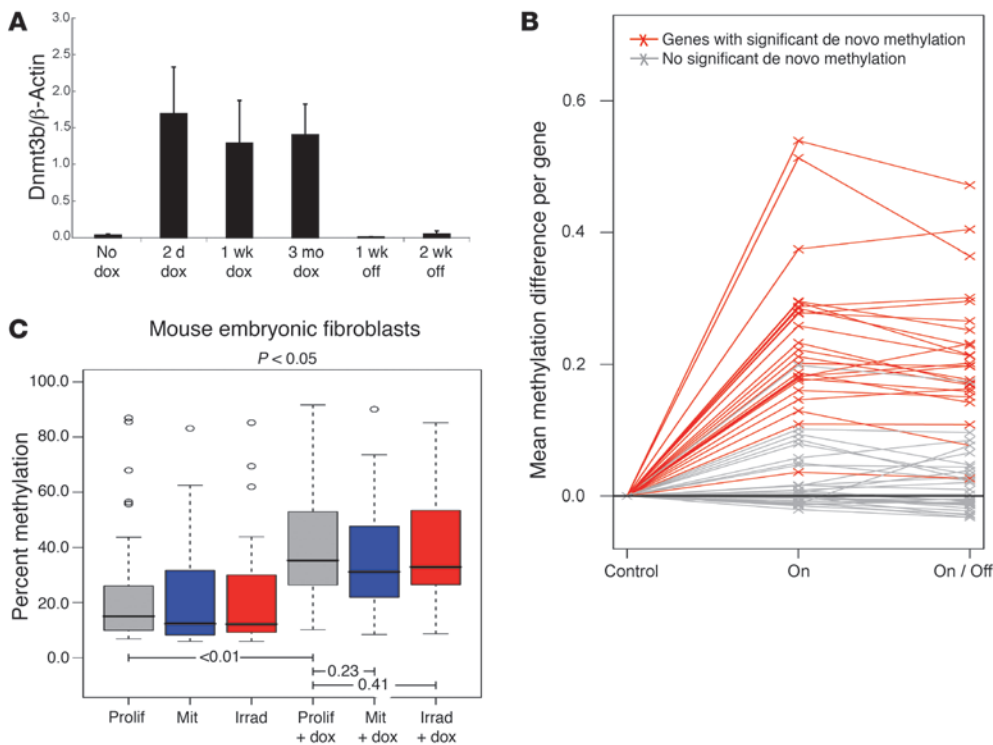 A
Dnmt3b/β-Actin
3.0
2.5
2.0
1.5
1.0
0.5
0.0
No dox
2 d dox
1 wk dox
3 mo dox
1 wk off
2 wk off
B
Genes with significant de novo methylation
No significant de novo methylation
Mean methylation difference per gene
0.6
0.4
0.2
0.0
Control
On
On / Off
C
Mouse embryonic fibroblasts
P < 0.05
Percent methylation
100.0
80.0
60.0
40.0
20.0
0.0
<0.01
0.23
0.41
Prolif
Mit
Irrad
Prolif + dox
Mit + dox
Irrad + dox